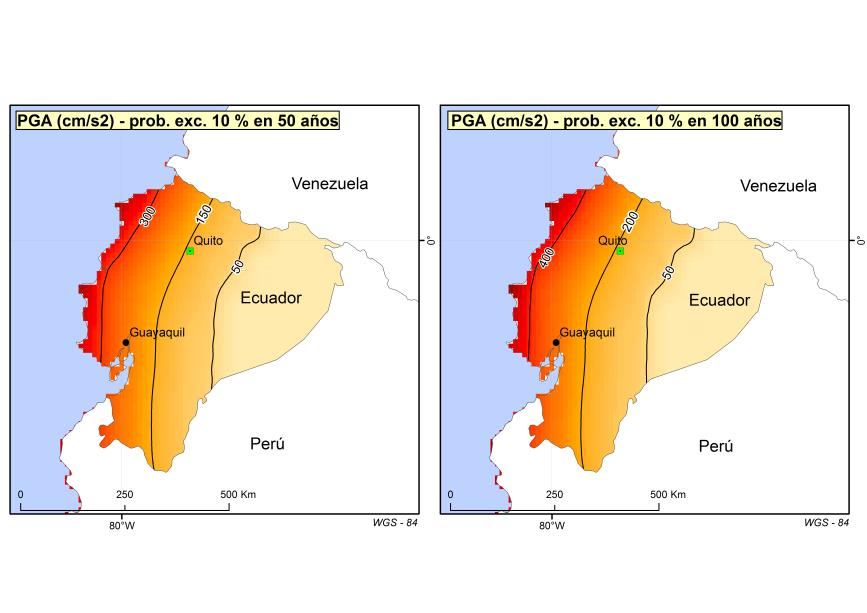 PGA (cm/s2) - prob. exc. 10 % en 50 años
Venezuela
300
150
Quito
0°
50
Ecuador
Guayaquil
Perú
0 250 500 Km
80°W
WGS - 84
PGA (cm/s2) - prob. exc. 10 % en 100 años
Venezuela
200
Quito
0°
400
50
Ecuador
Guayaquil
Perú
0 250 500 Km
80°W
WGS - 84